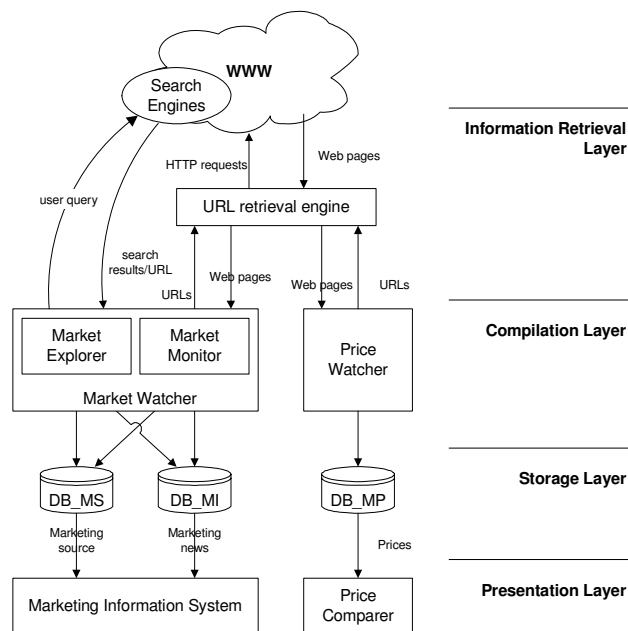 WWW
Search
Engines
Information Retrieval
Layer
HTTP requests
Web pages
user query
URL retrieval engine
search
results/URL
URLs
Web pages
Web pages
URLs
Market
Explorer
Market
Monitor
Market Watcher
Price
Watcher
Compilation Layer
DB_MS
DB_MI
DB_MP
Storage Layer
Marketing
source
Marketing
news
Prices
Marketing Information System
Price
Comparer
Presentation Layer